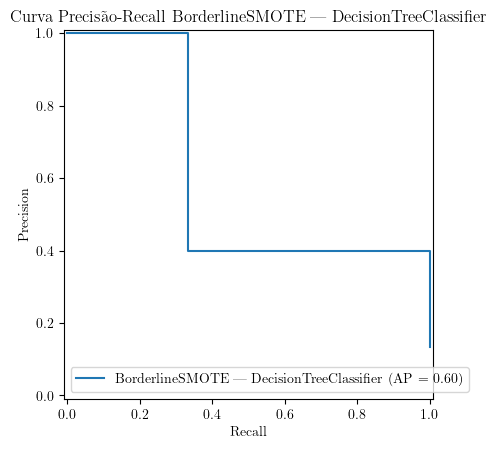 Curva Precisão-Recall BorderlineSMOTE — DecisionTreeClassifier
1.0
0.8
0.6
0.4
0.2
0.0
Precision
BorderlineSMOTE — DecisionTreeClassifier (AP = 0.60)
0.0 0.2 0.4 0.6 0.8 1.0
Recall